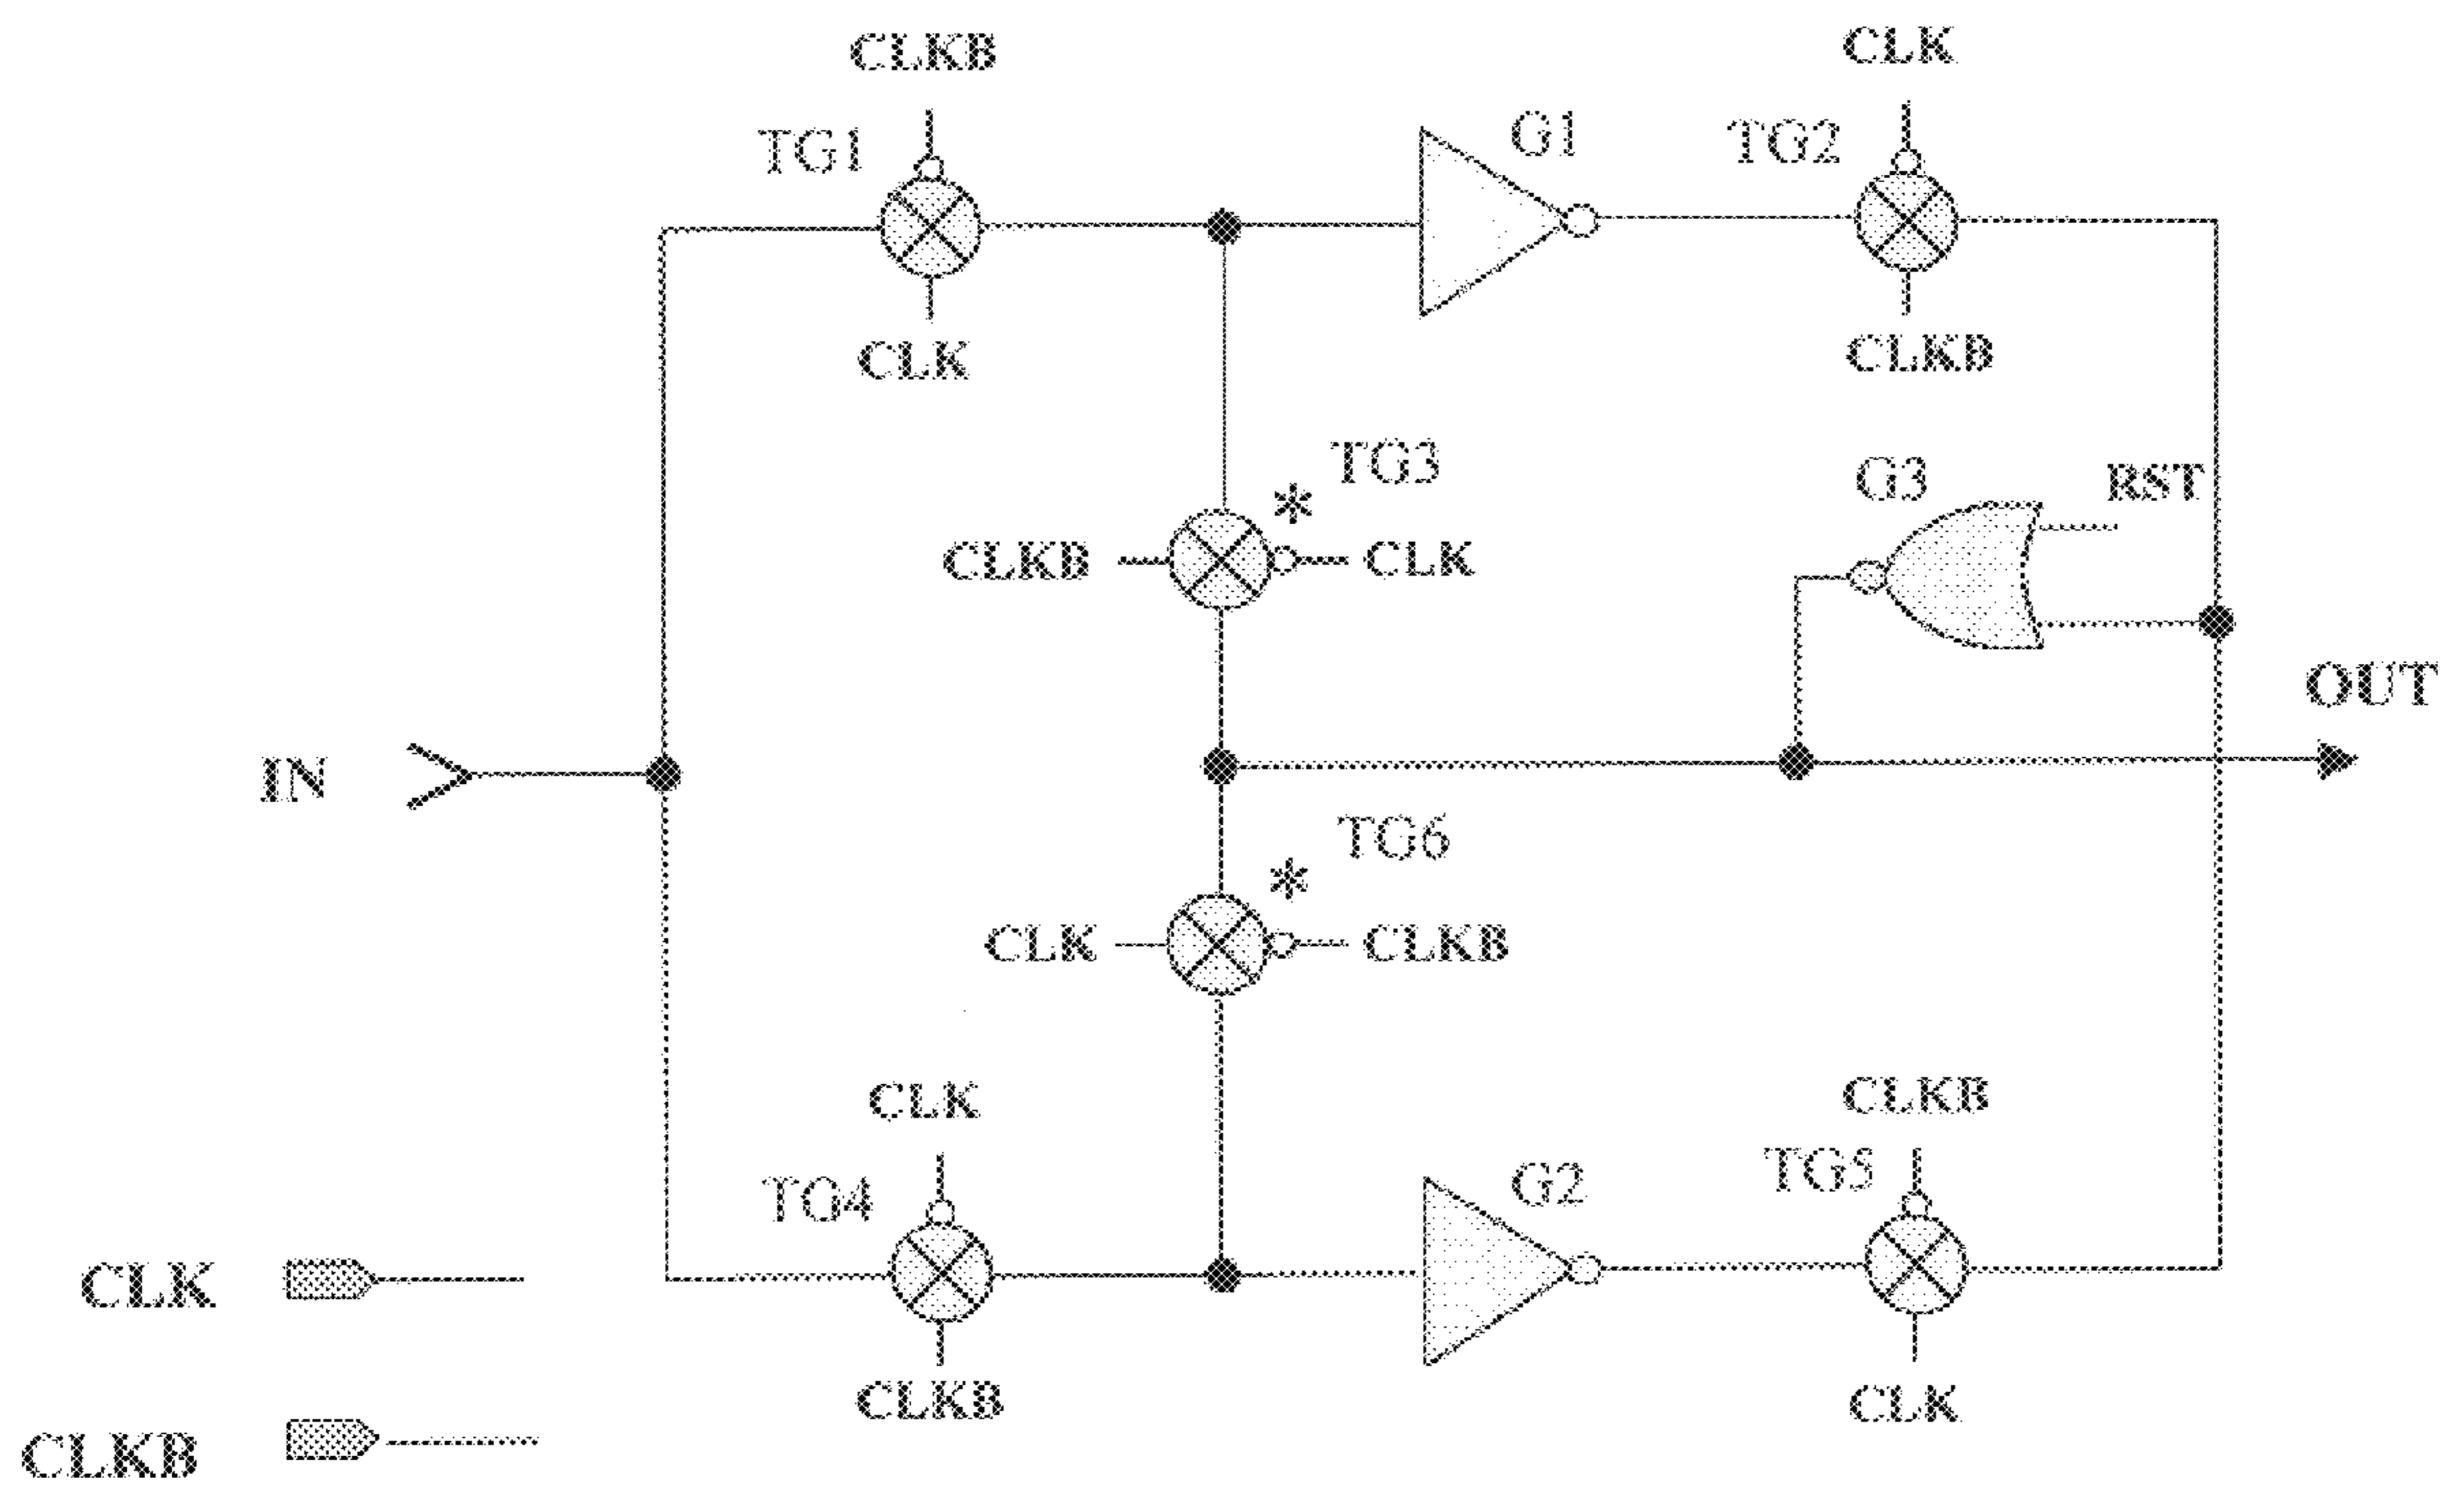 CLKB
CLK
TG1
G1
TG2
CLK
CLKB
TG3
*
G3
RST
CLKB
CLK
OUT
IN
TG6
*
CLK
CLKB
CLK
CLKB
TG4
G2
TG5
CLK
CLKB
CLK
CLKB